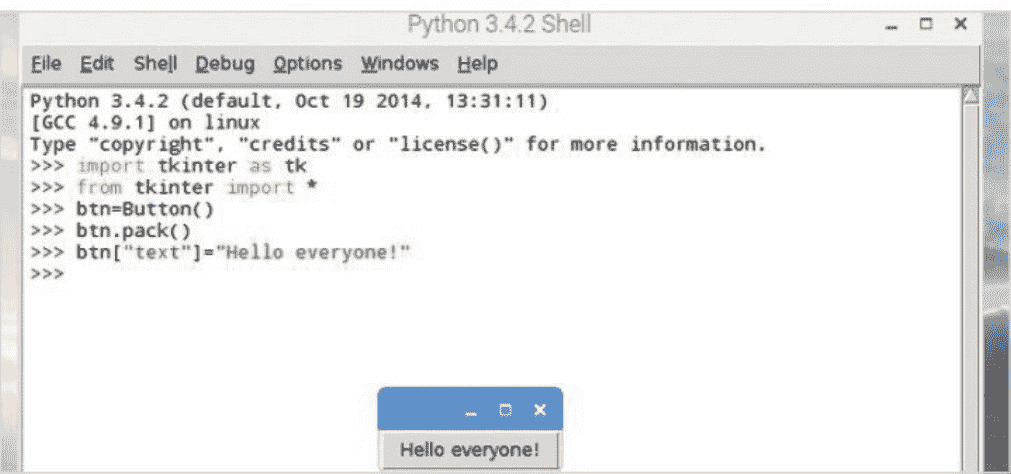 Python 3.4.2 Shell
File Edit Shell Debug Options Windows Help
Python 3.4.2 (default, Oct 19 2014, 13:31:11)
[GCC 4.9.1] on linux
Type "copyright", "credits" or "license()" for more information.
>>> import tkinter as tk
>>> from tkinter import *
>>> btn=Button()
>>> btn.pack()
>>> btn["text"]="Hello everyone!"
>>>
Hello everyone!